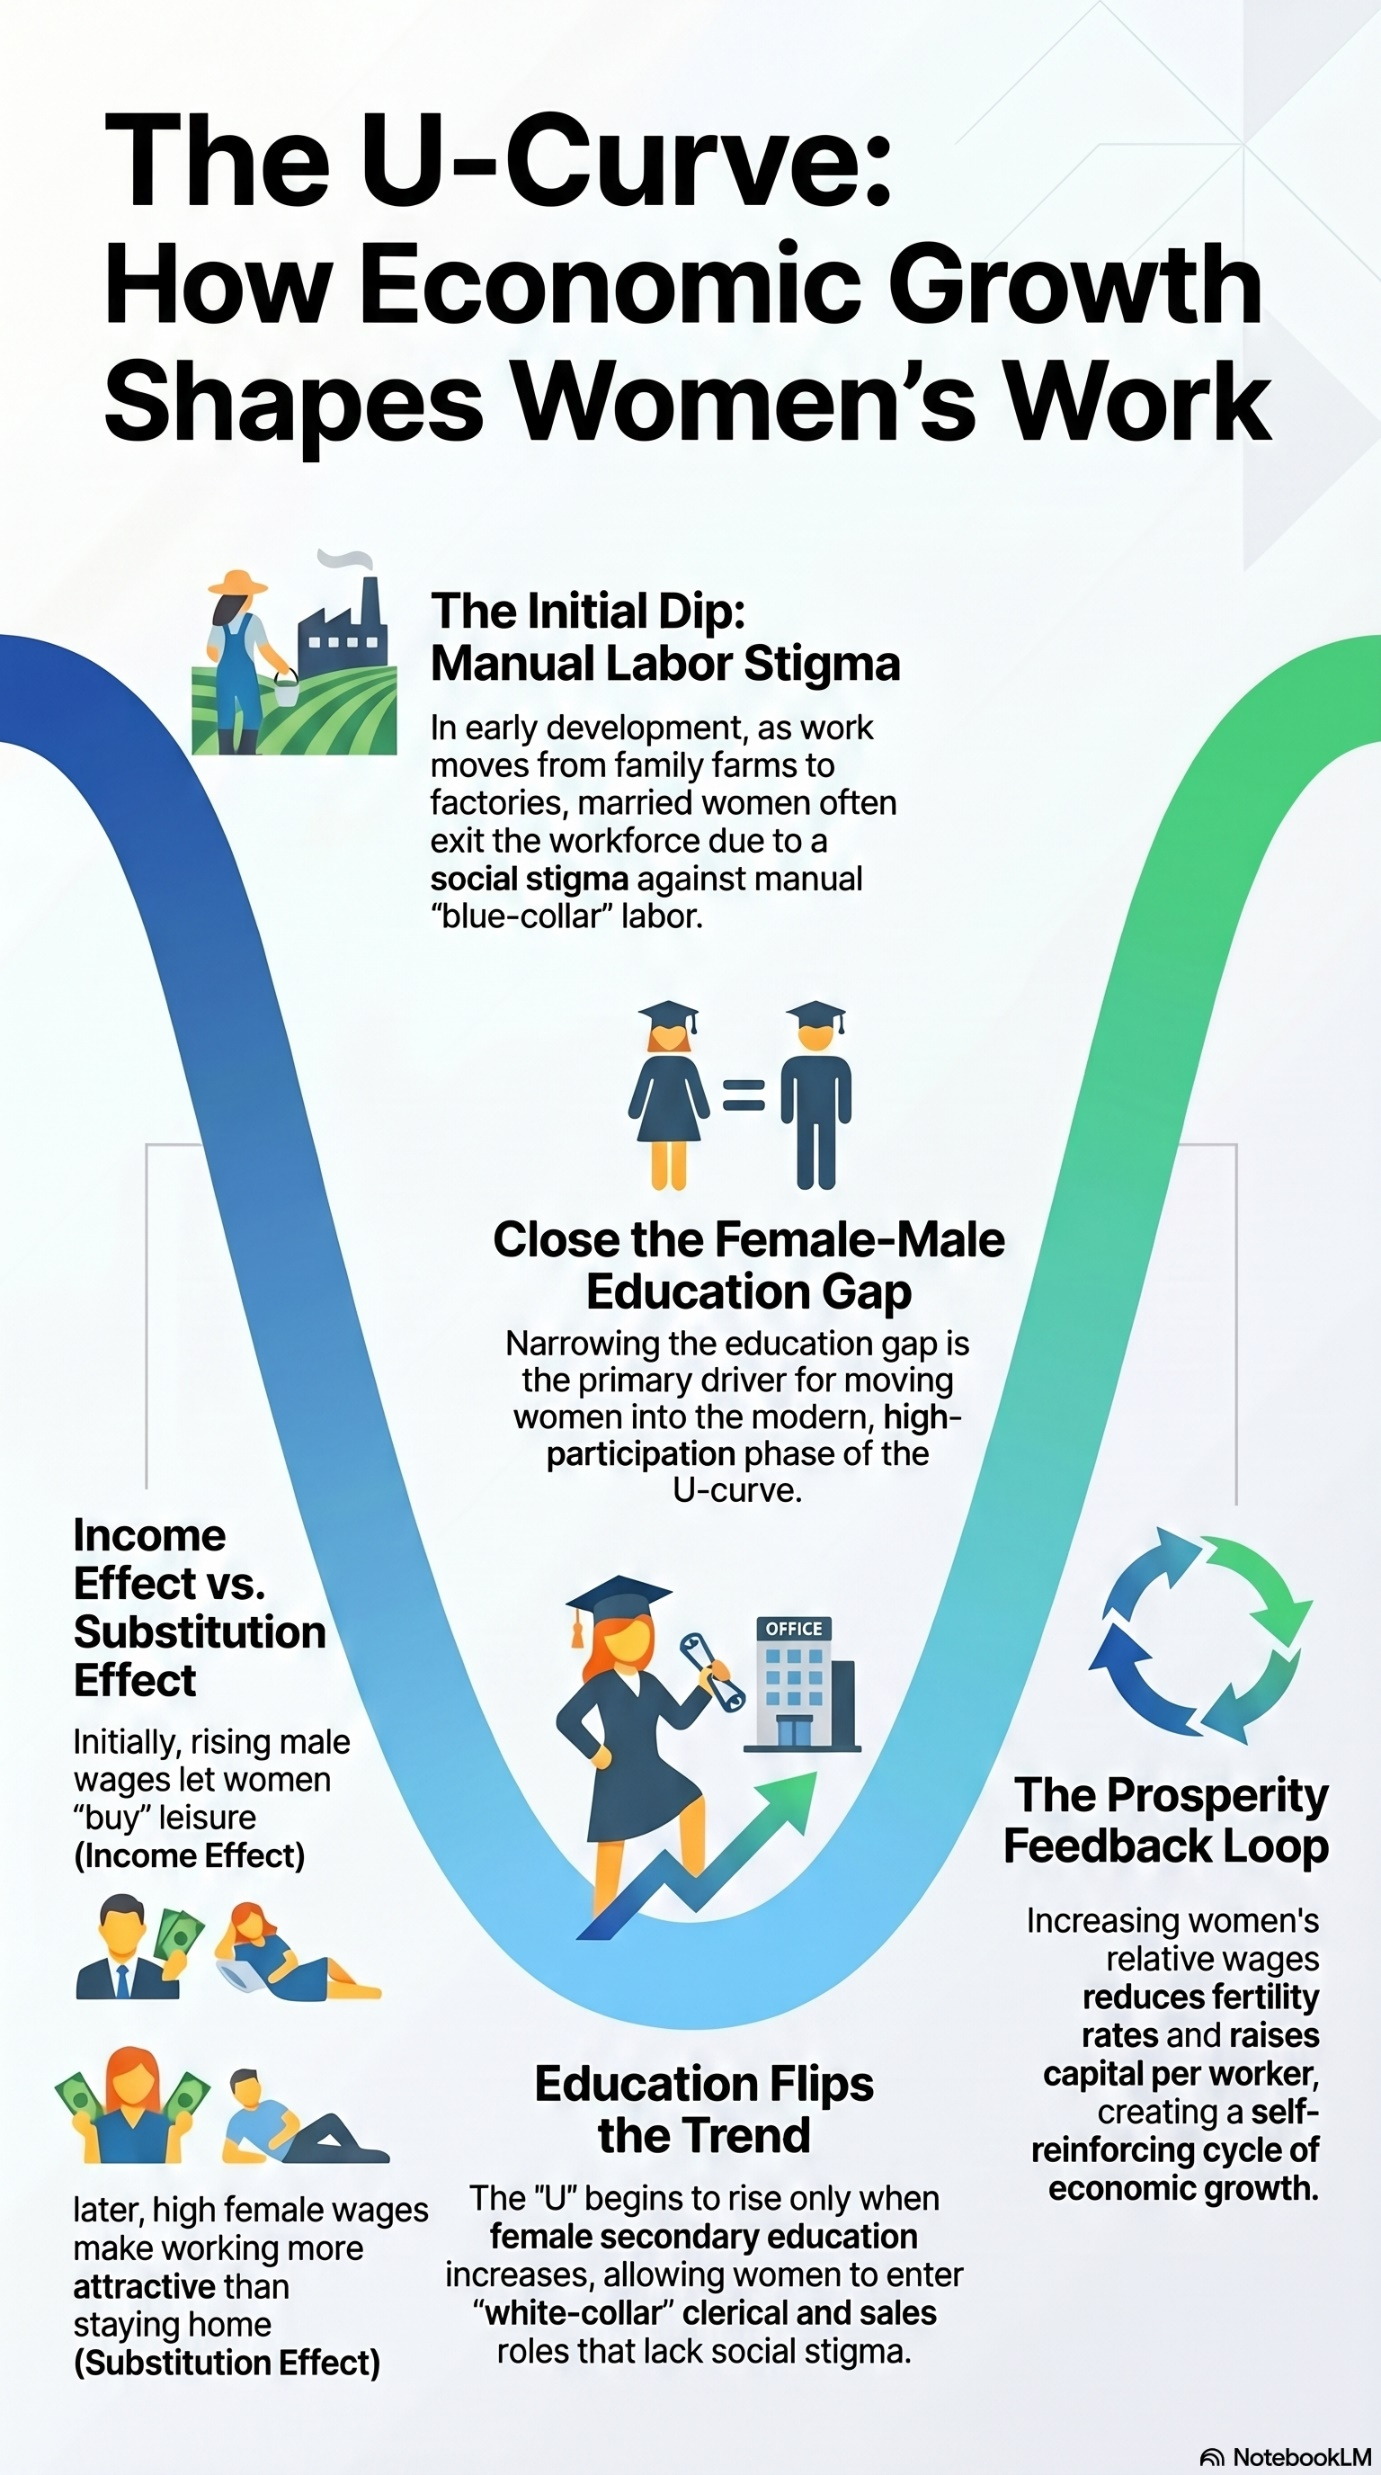 The U-Curve:
How Economic Growth
Shapes Women’s Work
The Initial Dip:
Manual Labor Stigma
In early development, as work
moves from family farms to
factories, married women often
exit the workforce due to a
social stigma against manual
“blue-collar” labor.
Close the Female-Male
Education Gap
Narrowing the education gap is
the primary driver for moving
women into the modern, high-
participation phase of the
U-curve.
Income
Effect vs.
Substitution
Effect
Initially, rising male
wages let women
“buy” leisure
(Income Effect)
later, high female wages
make working more
attractive than
staying home
(Substitution Effect)
OFFICE
Education Flips
the Trend
The "U" begins to rise only when
female secondary education
increases, allowing women to enter
“white-collar” clerical and sales
roles that lack social stigma.
The Prosperity
Feedback Loop
Increasing women's
relative wages
reduces fertility
rates and raises
capital per worker,
creating a self-
reinforcing cycle of
economic growth.
NotebookLM